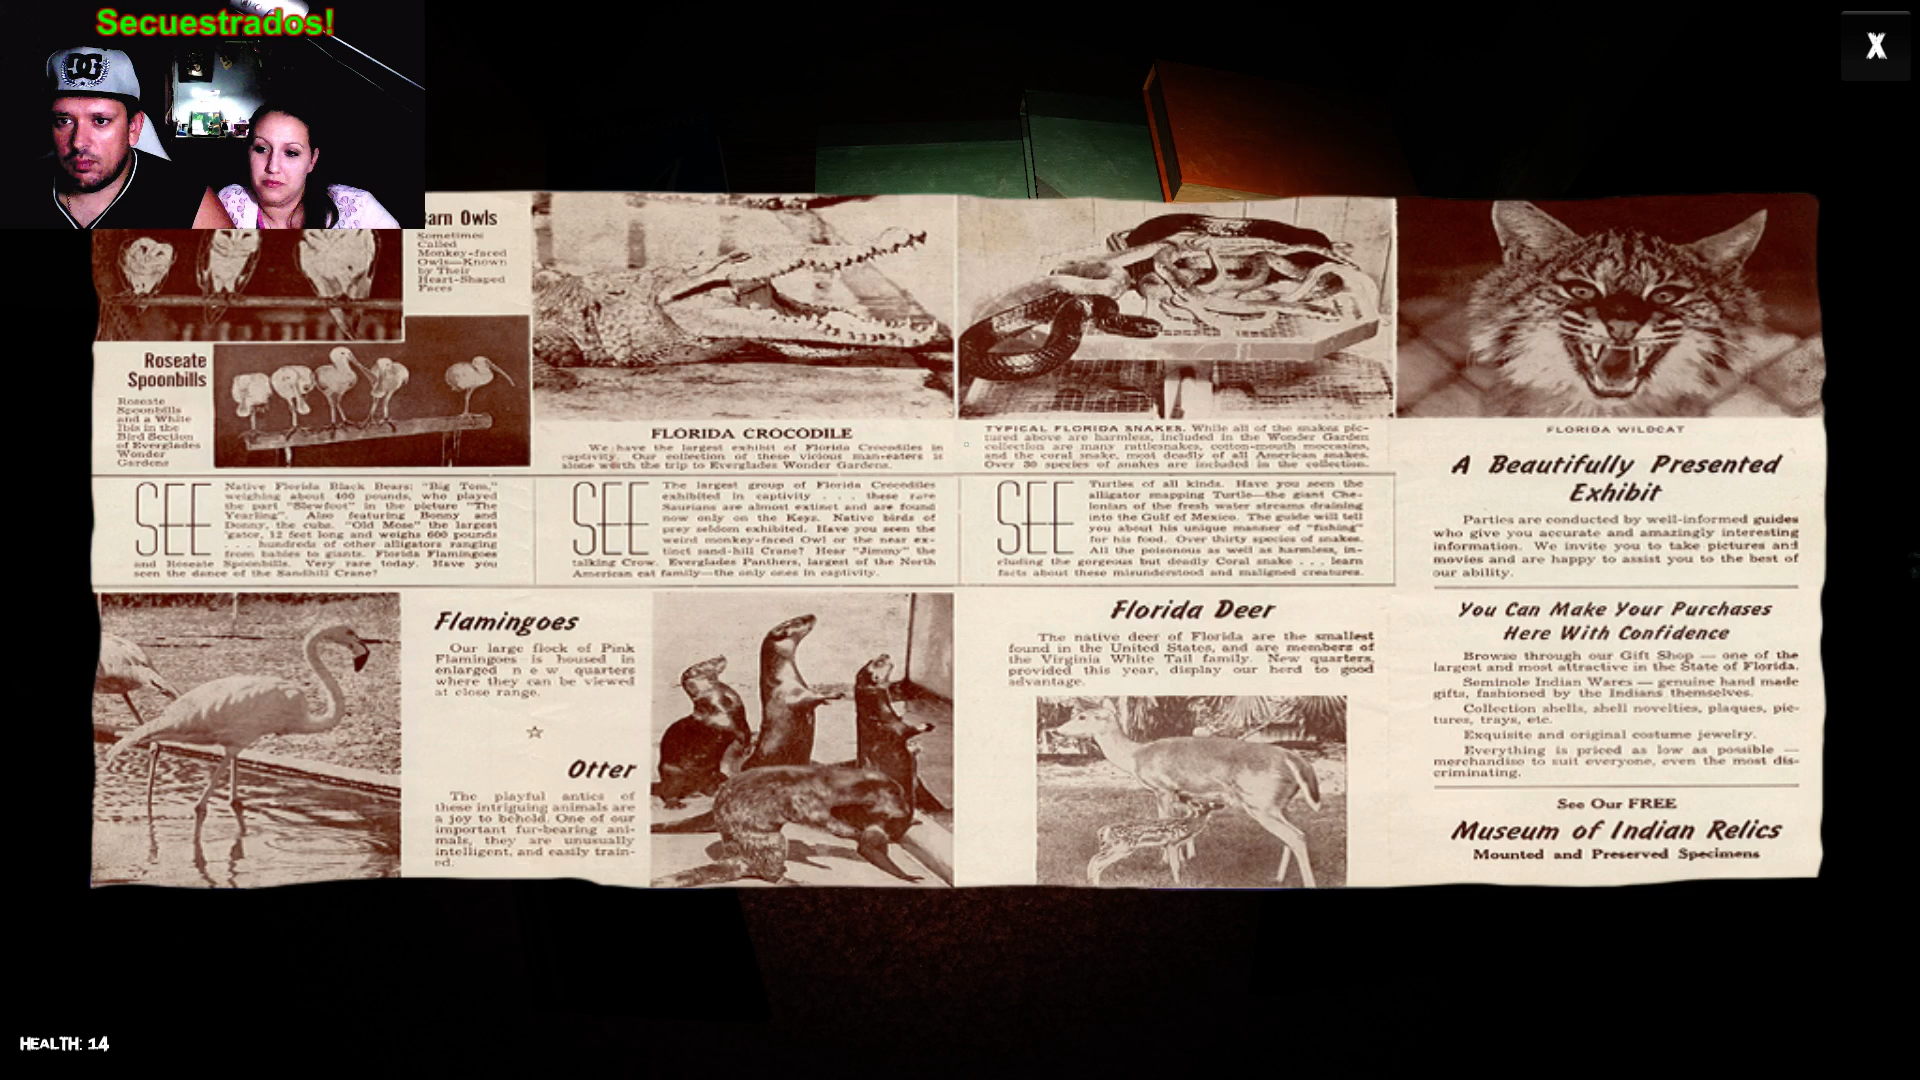 Secuestrados!
X
arn Owls
Sometimes
Called
Monkey-faced
Owls—Known
by Their
Heart-Shaped
Faces
Roseate
Spoonbills
Roseate
Spoonbills
and a White
Ibis in the
Bird Section
of Everglades
Wonder
Gardens
FLORIDA CROCODILE
We have the largest exhibit of Florida Crocodiles in
captivity. Our collection of these vicious man-eaters is
alone worth the trip to Everglades Wonder Gardens.
TYPICAL FLORIDA SNAKES. While all of the snakes pic-
tured above are harmless, included in the Wonder Garden
collection are many rattlesnakes, cotton-mouth moccasins,
and the coral snake, most deadly of all American snakes.
Over 30 species of snakes are included in the collection.
FLORIDA WILDCAT
SEE
Native Florida Black Bears: "Big Tom,"
weighing about 400 pounds, who played
the part "Slewfoot" in the picture "The
Yearling". Also featuring Bonny and
Donny, the cubs. "Old Mose" the largest
'gator, 12 feet long and weighs 600 pounds
. . . hundreds of other alligators ranging
from babies to giants. Florida Flamingoes
and Roseate Spoonbills. Very rare today. Have you
seen the dance of the Sandhill Crane?
SEE
The largest group of Florida Crocodiles
exhibited in captivity . . . these rare
Saurians are almost extinct and are found
now only on the Keys. Native birds of
prey seldom exhibited. Have you seen the
weird monkey-faced Owl or the near ex-
tinct sand-hill Crane? Hear "Jimmy" the
talking Crow. Everglades Panthers, largest of the North
American cat family—the only ones in captivity.
SEE
Turtles of all kinds. Have you seen the
alligator snapping Turtle—the giant Che-
lonian of the fresh water streams draining
into the Gulf of Mexico. The guide will tell
you about his unique manner of "fishing"
for his food. Over thirty species of snakes.
All the poisonous as well as harmless, in-
cluding the gorgeous but deadly Coral snake . . . learn
facts about these misunderstood and maligned creatures.
A Beautifully Presented
Exhibit
Parties are conducted by well-informed guides
who give you accurate and amazingly interesting
information. We invite you to take pictures and
movies and are happy to assist you to the best of
our ability.
Flamingoes
Our large flock of Pink
Flamingoes is housed in
enlarged new quarters
where they can be viewed
at close range.
Otter
The playful antics of
these intriguing animals are
a joy to behold. One of our
important fur-bearing ani-
mals, they are unusually
intelligent, and easily train-
ed.
Florida Deer
The native deer of Florida are the smallest
found in the United States, and are members of
the Virginia White Tail family. New quarters,
provided this year, display our herd to good
advantage.
You Can Make Your Purchases
Here With Confidence
Browse through our Gift Shop — one of the
largest and most attractive in the State of Florida.
Seminole Indian Wares — genuine hand made
gifts, fashioned by the Indians themselves.
Collection shells, shell novelties, plaques, pic-
tures, trays, etc.
Exquisite and original costume jewelry.
Everything is priced as low as possible —
merchandise to suit everyone, even the most dis-
criminating.
See Our FREE
Museum of Indian Relics
Mounted and Preserved Specimens
HEALTH: 14